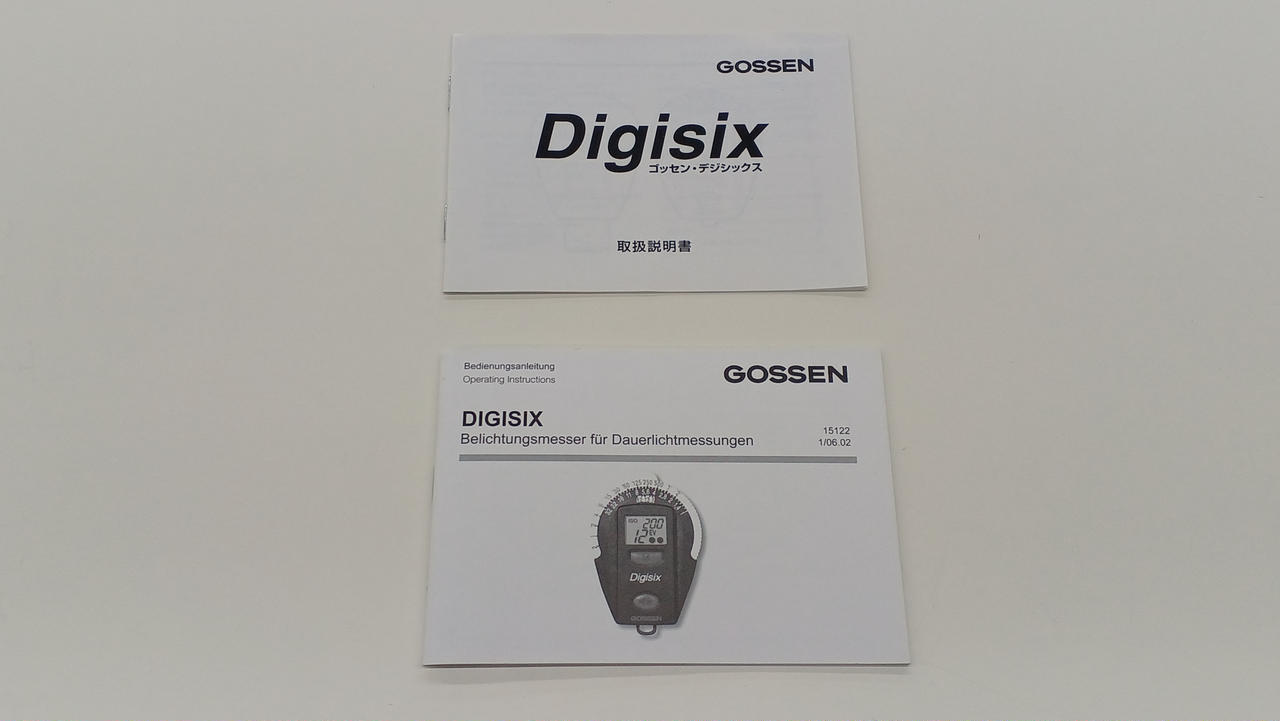 GOSSEN
Digisix
ゴッセン・デジシックス
取扱説明書
Bedienungsanleitung
Operating Instructions
GOSSEN
DIGISIX
Belichtungsmesser für Dauerlichtmessungen
15122
1/06.02
ISO 200
12 EV
Digisix
GOSSEN